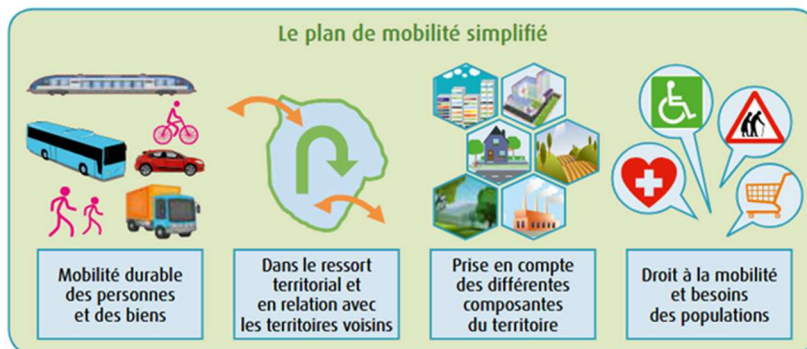 Le plan de mobilité simplifié
Mobilité durable
des personnes
et des biens
Dans le ressort
territorial et
en relation avec
les territoires voisins
Prise en compte
des différentes
composantes
du territoire
Droit à la mobilité
et besoins
des populations